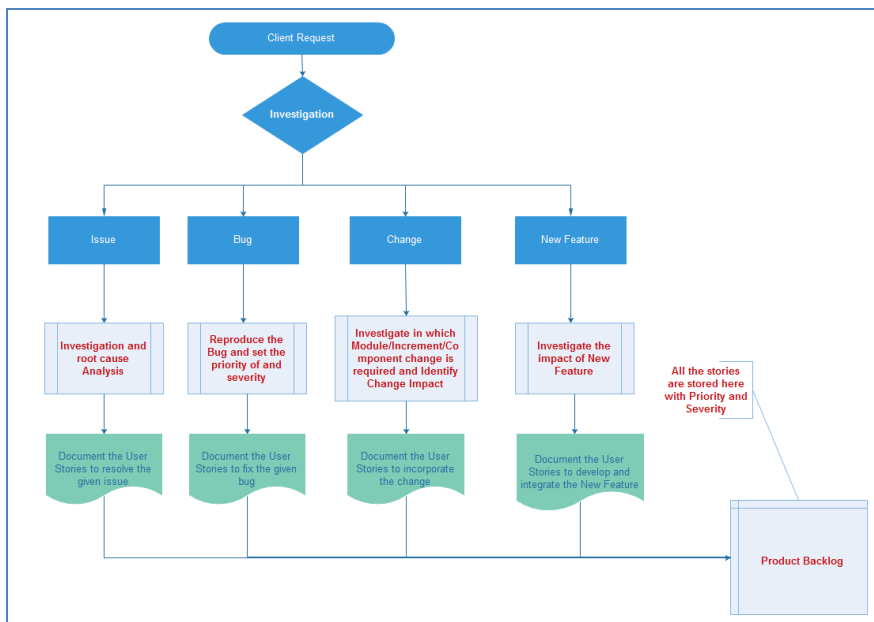 Client Request
Investigation
Issue
Bug
Change
New Feature
Investigation and
root cause
Analysis
Reproduce the
Bug and set the
priority of and
severity
Investigate in which
Module/Increment/Co
mponent change is
required and Identify
Change Impact
Investigate the
impact of New
Feature
All the stories
are stored here
with Priority and
Severity
Document the User
Stories to resolve the
given issue
Document the User
Stories to fix the given
bug
Document the User
Stories to incorporate
the change
Document the User
Stories to develop and
integrate the New Feature
Product Backlog